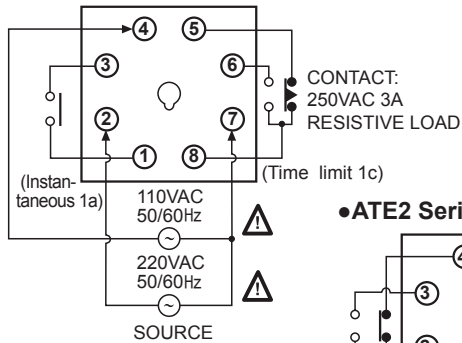 4 5
3 6
CONTACT:
250VAC 3A
RESISTIVE LOAD
2 7
1 8
(Instan-
taneous 1a)
(Time limit 1c)
110VAC
50/60Hz
220VAC
50/60Hz
SOURCE
●ATE2 Seri
3